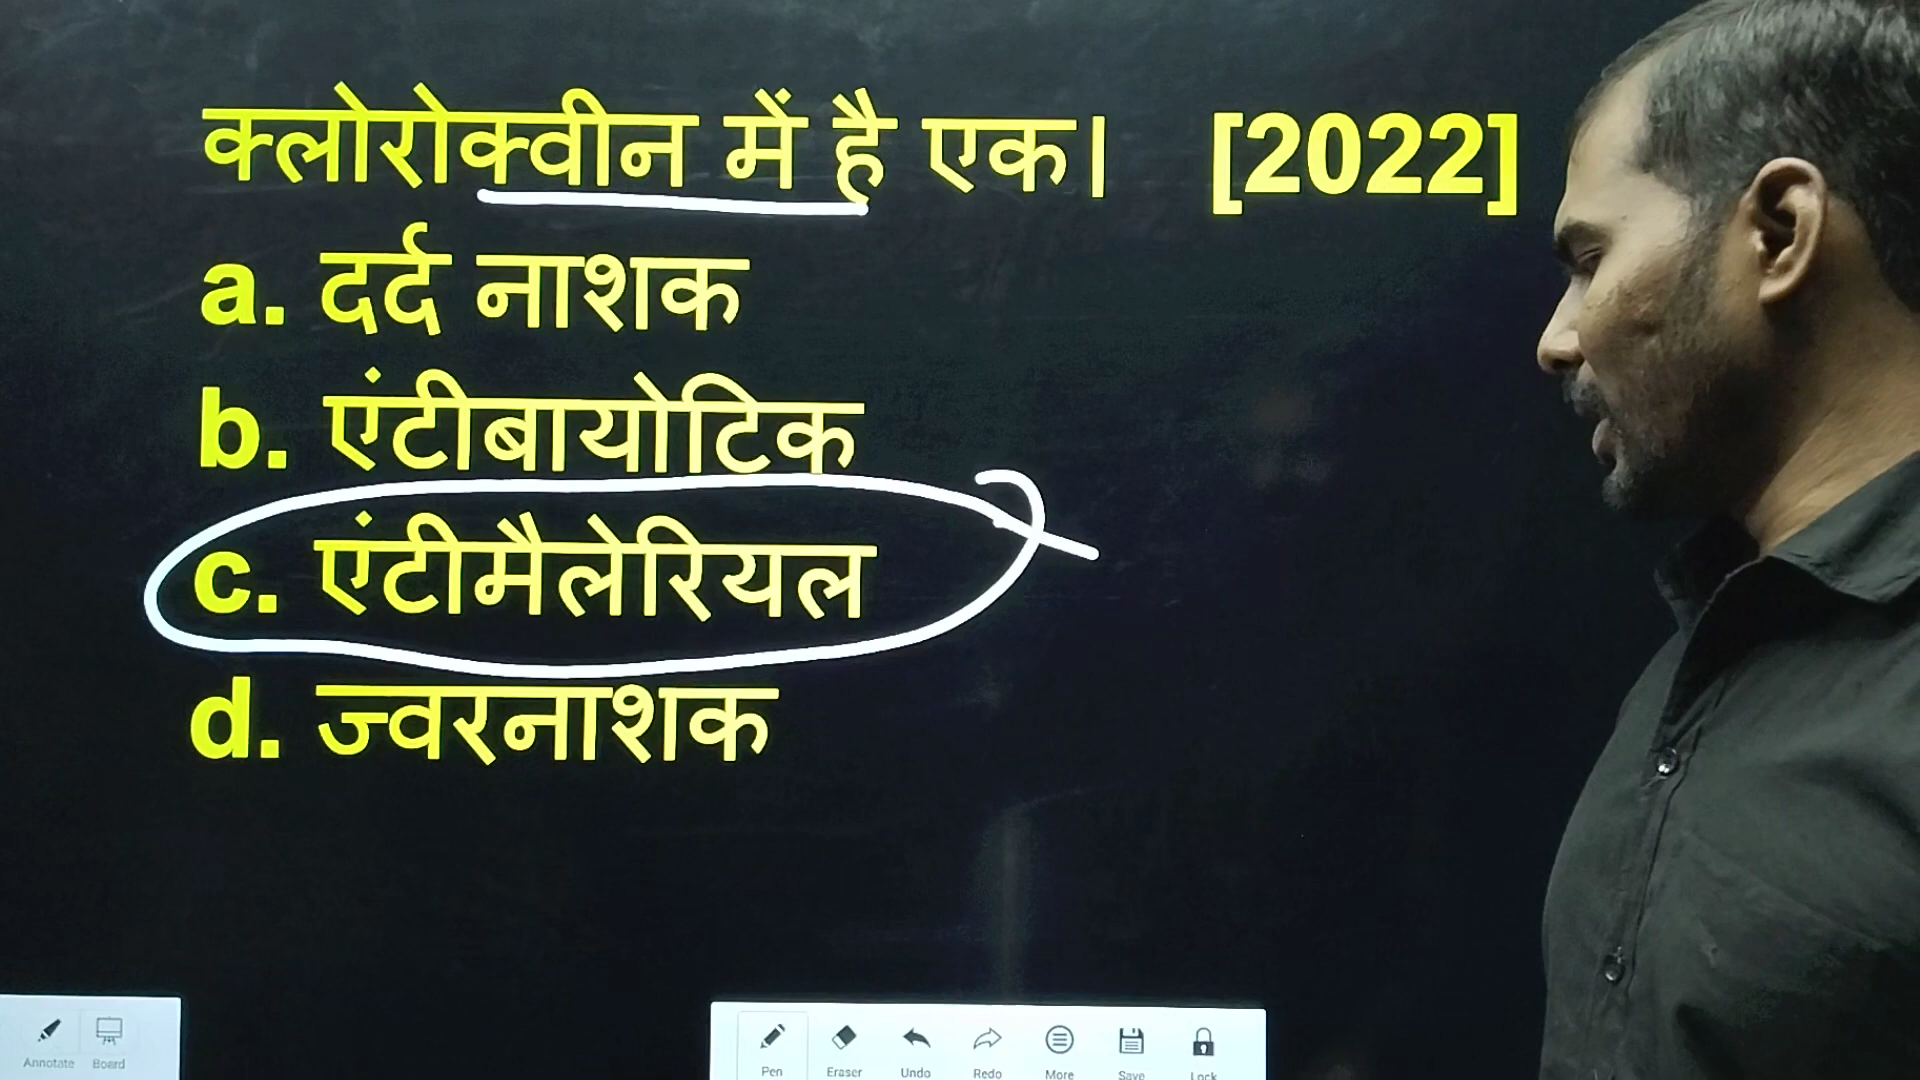 क्लोरोक्वीन में है एक। [2022]
a. दर्द नाशक
b. एंटीबायोटिक
c. एंटीमैलेरियल
d. ज्वरनाशक
Annotate Board
Pen Eraser Undo Redo More Save Lock